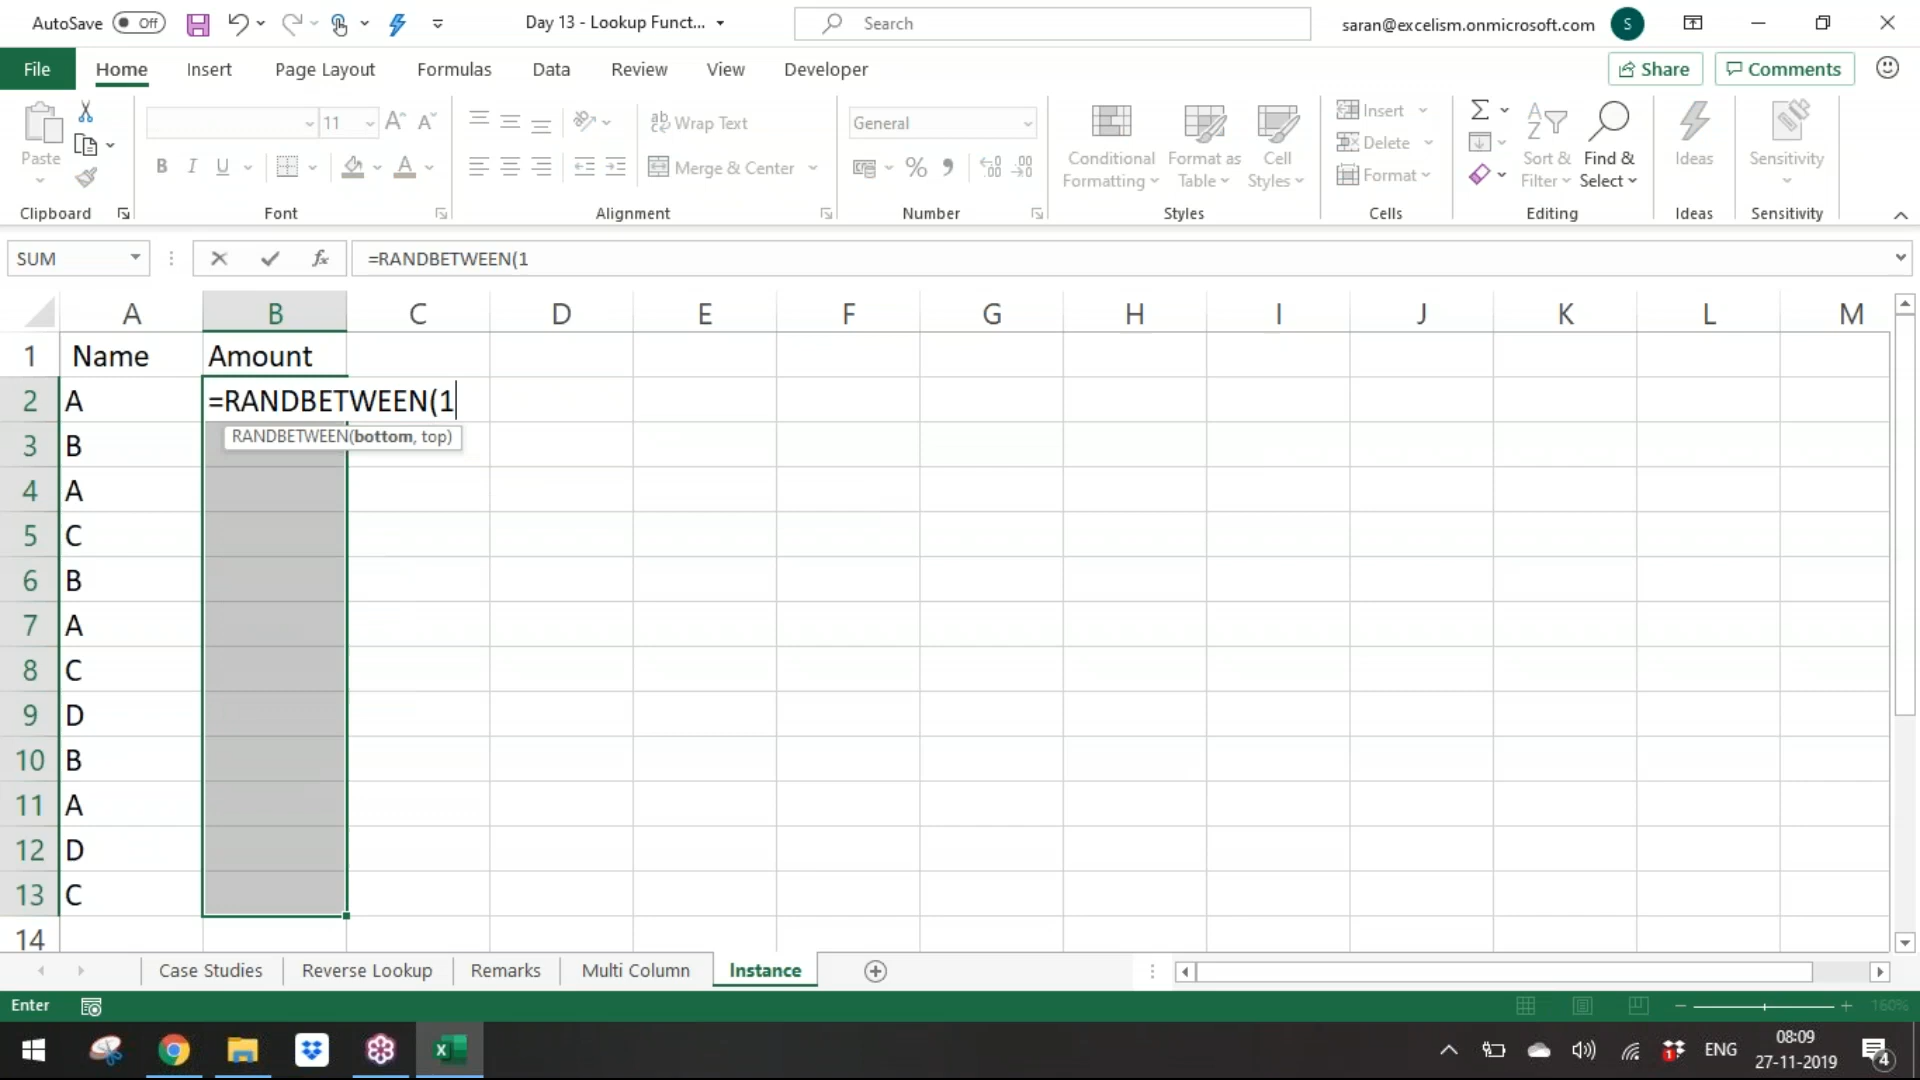 AutoSave Off Day 13 - Lookup Funct... Search saran@excelism.onmicrosoft.com S
File Home Insert Page Layout Formulas Data Review View Developer Share Comments
Paste 11 Wrap Text General Conditional Formatting Format as Table Cell Styles Insert Sort & Filter Find & Select Ideas Sensitivity
B I U A Merge & Center % Delete
Format
Clipboard Font Alignment Number Styles Cells Editing Ideas Sensitivity
SUM fx =RANDBETWEEN(1
A B C D E F G H I J K L M
1 Name Amount
2 A =RANDBETWEEN(1
RANDBETWEEN(bottom, top)
3 B
4 A
5 C
6 B
7 A
8 C
9 D
10 B
11 A
12 D
13 C
14
Case Studies Reverse Lookup Remarks Multi Column Instance
Enter 160%
ENG 08:09
27-11-2019 4